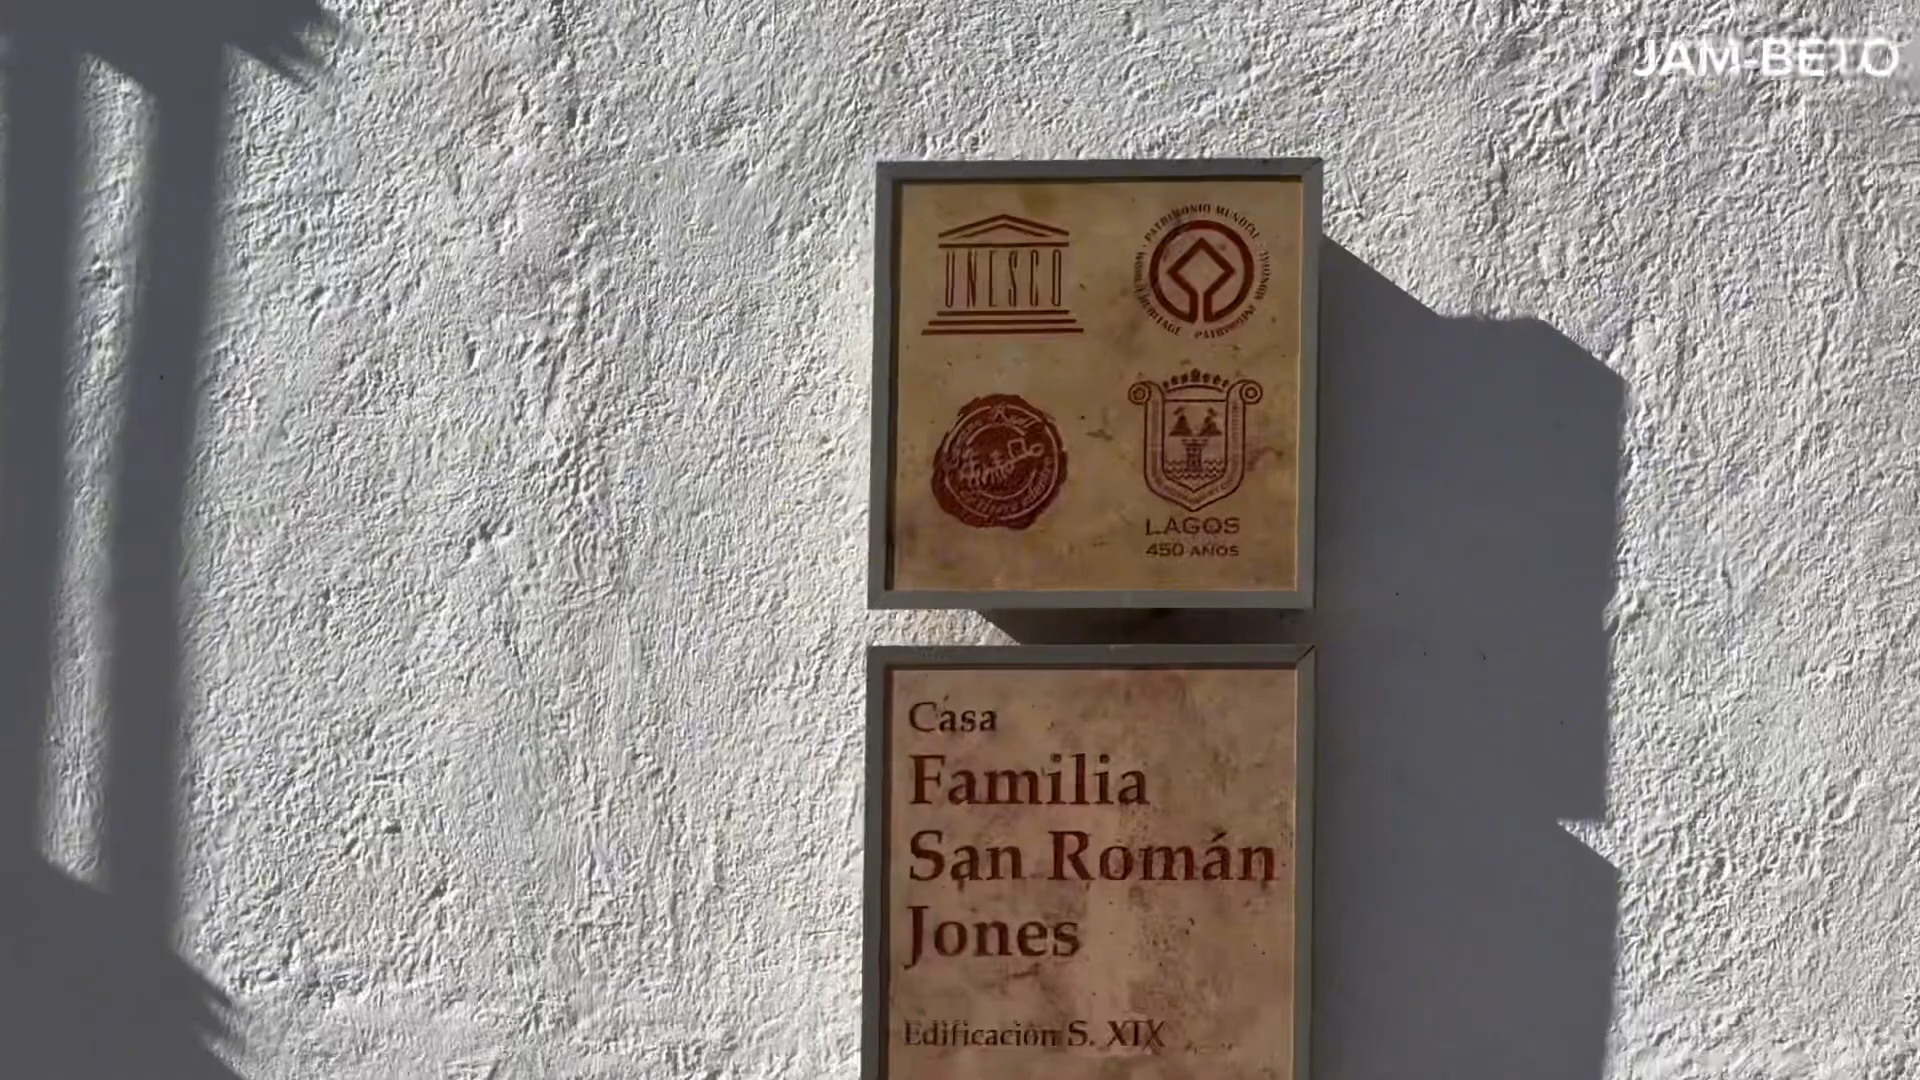 JAM-BETO
UNESCO
PATRIMONIO MUNDIAL · WORLD HERITAGE · PATRIMOINE MONDIAL
LAGOS
450 AÑOS
Casa
Familia
San Román
Jones
Edificación S. XIX